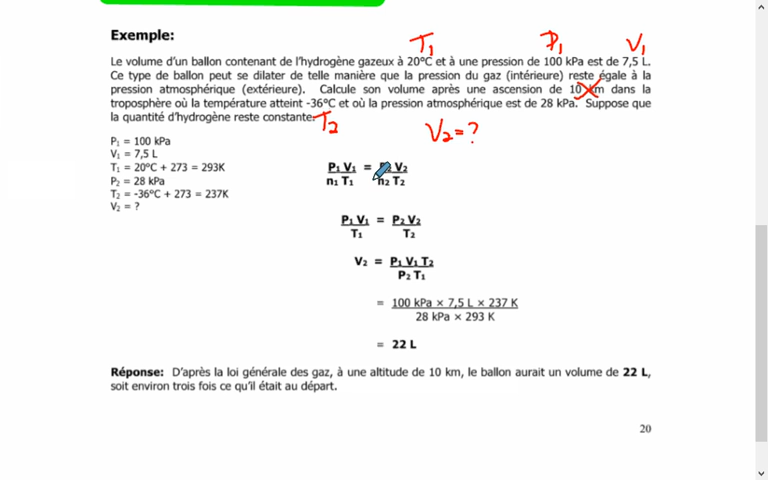 Exemple:
T₁ P₁ V₁
Le volume d'un ballon contenant de l'hydrogène gazeux à 20°C et à une pression de 100 kPa est de 7,5 L.
Ce type de ballon peut se dilater de telle manière que la pression du gaz (intérieure) reste égale à la
pression atmosphérique (extérieure). Calcule son volume après une ascension de 10 km dans la
troposphère où la température atteint -36°C et où la pression atmosphérique est de 28 kPa. Suppose que
la quantité d'hydrogène reste constante.
T₂ V₂ = ?
P₁ = 100 kPa
V₁ = 7,5 L
T₁ = 20°C + 273 = 293K
P₂ = 28 kPa
T₂ = -36°C + 273 = 237K
V₂ = ?
P₁ V₁ = V₂
n₁ T₁ n₂ T₂
P₁ V₁ = P₂ V₂
T₁ T₂
V₂ = P₁ V₁ T₂
P₂ T₁
= 100 kPa × 7,5 L × 237 K
28 kPa × 293 K
= 22 L
Réponse: D'après la loi générale des gaz, à une altitude de 10 km, le ballon aurait un volume de 22 L,
soit environ trois fois ce qu'il était au départ.
20